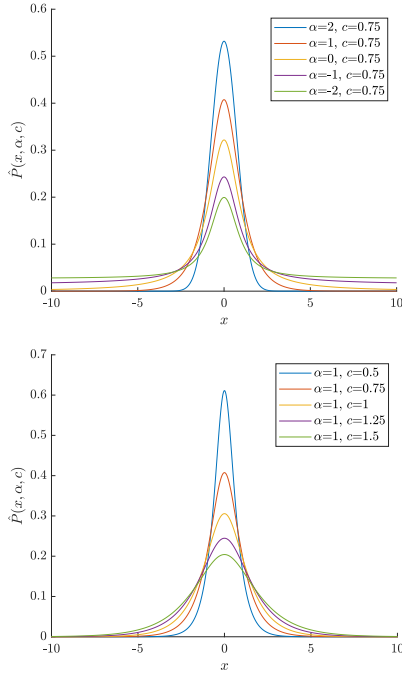 0.6
0.5
0.4
0.3
0.2
0.1
0
P̂(x, α, c)
-10 -5 0 5 10
x
α=2, c=0.75
α=1, c=0.75
α=0, c=0.75
α=-1, c=0.75
α=-2, c=0.75
0.7
0.6
0.5
0.4
0.3
0.2
0.1
0
P̂(x, α, c)
-10 -5 0 5 10
x
α=1, c=0.5
α=1, c=0.75
α=1, c=1
α=1, c=1.25
α=1, c=1.5